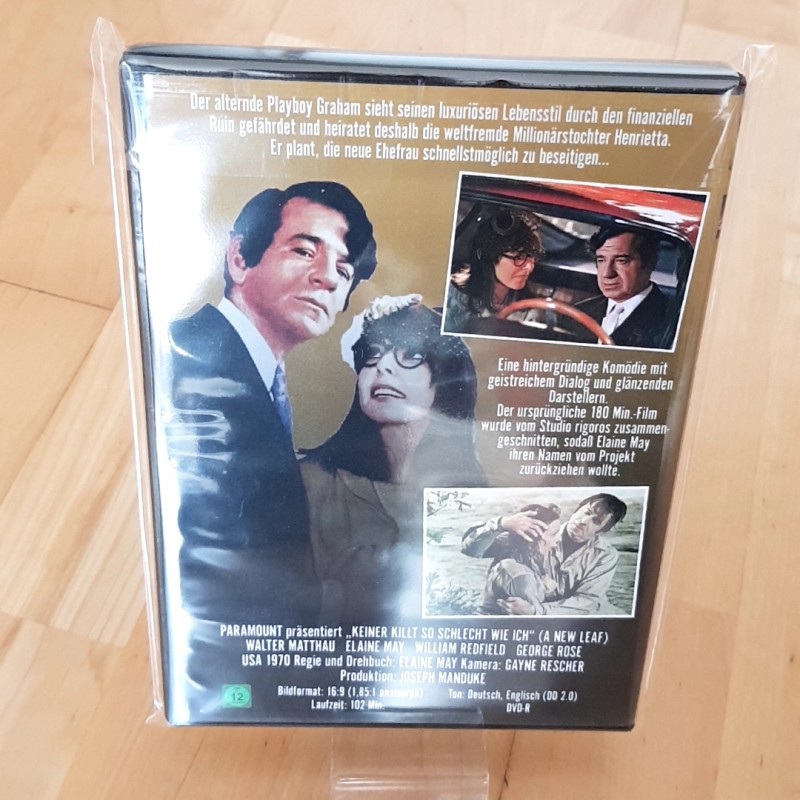 Der alternde Playboy Graham sieht seinen luxuriösen Lebensstil durch den finanziellen
Ruin gefährdet und heiratet deshalb die weltfremde Millionärstochter Henrietta.
Er plant, die neue Ehefrau schnellstmöglich zu beseitigen...
Eine hintergründige Komödie mit
geistreichem Dialog und glänzenden
Darstellern.
Der ursprüngliche 180 Min.-Film
wurde vom Studio rigoros zusammen-
geschnitten, sodaß Elaine May
ihren Namen vom Projekt
zurückziehen wollte.
PARAMOUNT präsentiert „KEINER KILLT SO SCHLECHT WIE ICH" (A NEW LEAF)
WALTER MATTHAU ELAINE MAY WILLIAM REDFIELD GEORGE ROSE
USA 1970 Regie und Drehbuch: ELAINE MAY Kamera: GAYNE RESCHER
Produktion: JOSEPH MANDUKE
12
Bildformat: 16:9 (1,85:1 anamorph) Ton: Deutsch, Englisch (DD 2.0)
Laufzeit: 102 Min. DVD-R